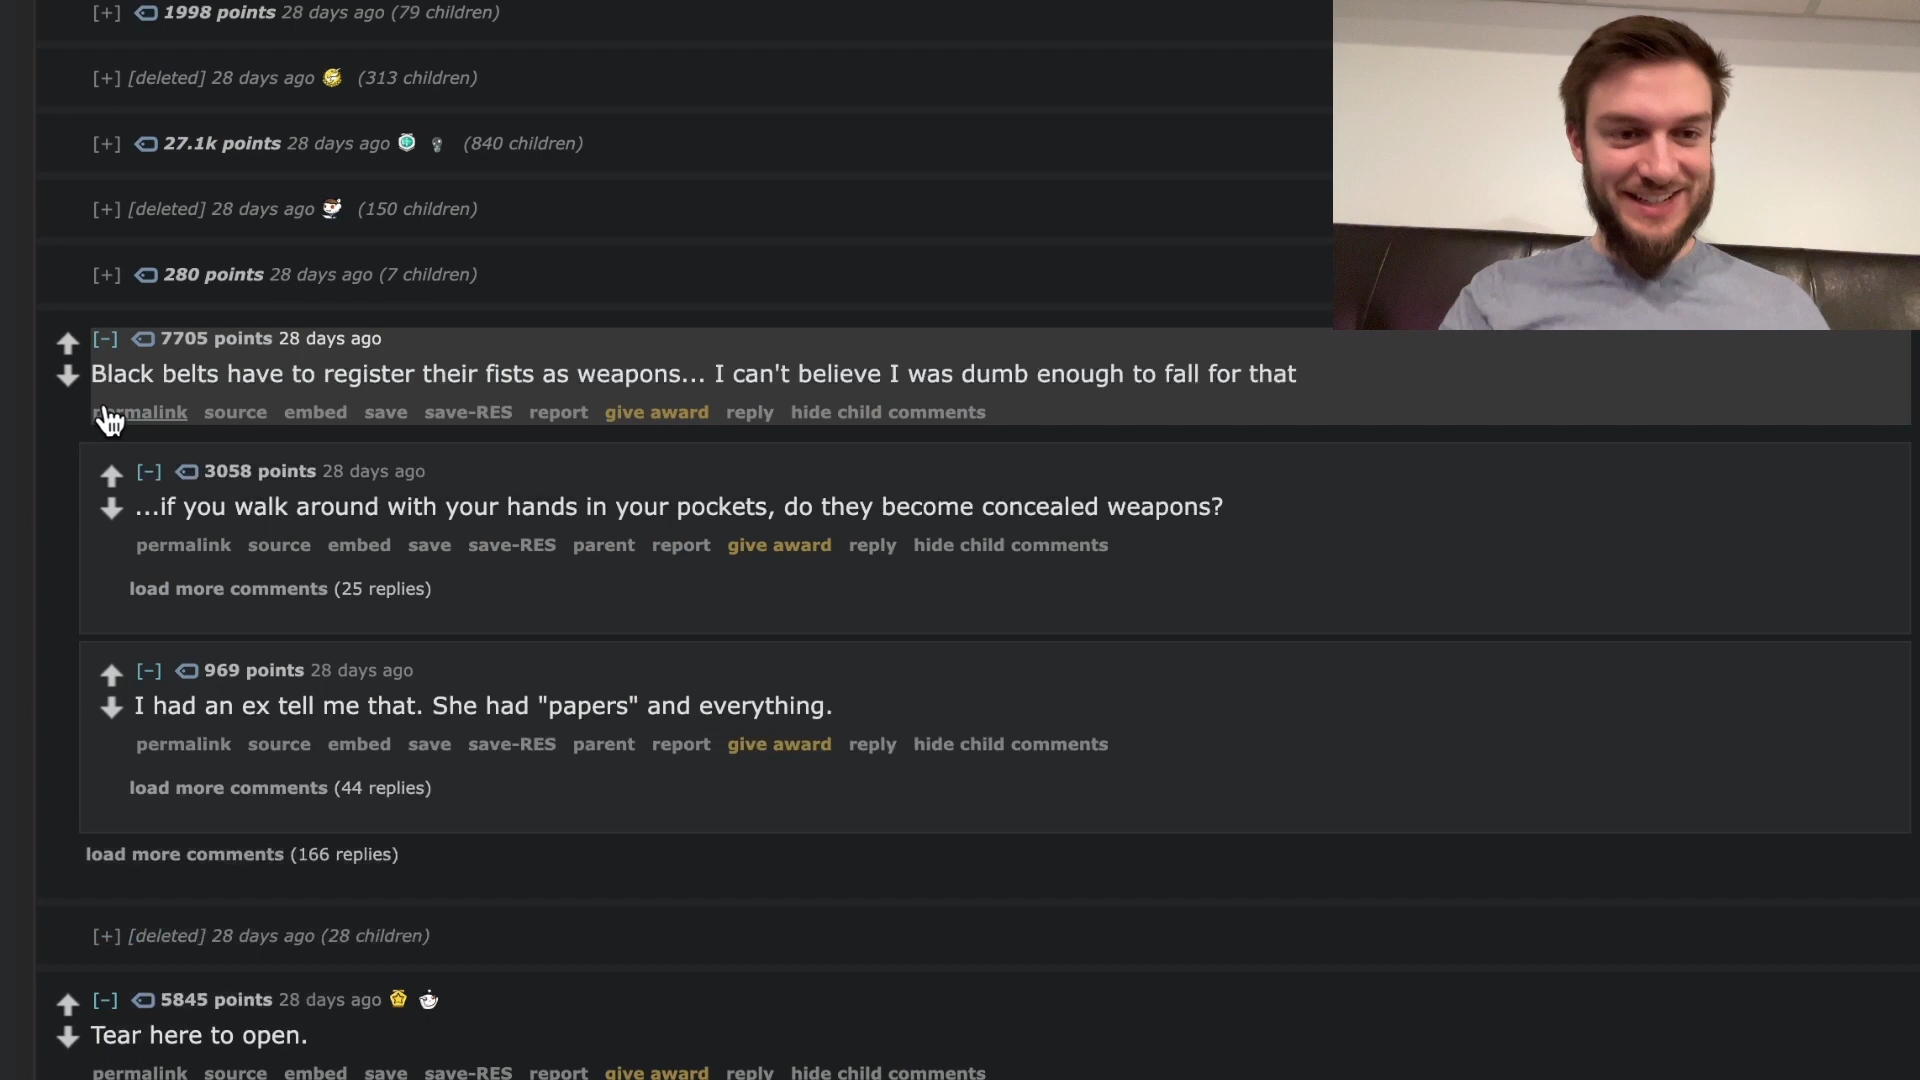 [+] 1998 points 28 days ago (79 children)
[+] [deleted] 28 days ago (313 children)
[+] 27.1k points 28 days ago (840 children)
[+] [deleted] 28 days ago (150 children)
[+] 280 points 28 days ago (7 children)
[–] 7705 points 28 days ago
Black belts have to register their fists as weapons... I can't believe I was dumb enough to fall for that
permalink source embed save save-RES report give award reply hide child comments
[–] 3058 points 28 days ago
...if you walk around with your hands in your pockets, do they become concealed weapons?
permalink source embed save save-RES parent report give award reply hide child comments
load more comments (25 replies)
[–] 969 points 28 days ago
I had an ex tell me that. She had "papers" and everything.
permalink source embed save save-RES parent report give award reply hide child comments
load more comments (44 replies)
load more comments (166 replies)
[+] [deleted] 28 days ago (28 children)
[–] 5845 points 28 days ago
Tear here to open.
permalink source embed save save-RES report give award reply hide child comments